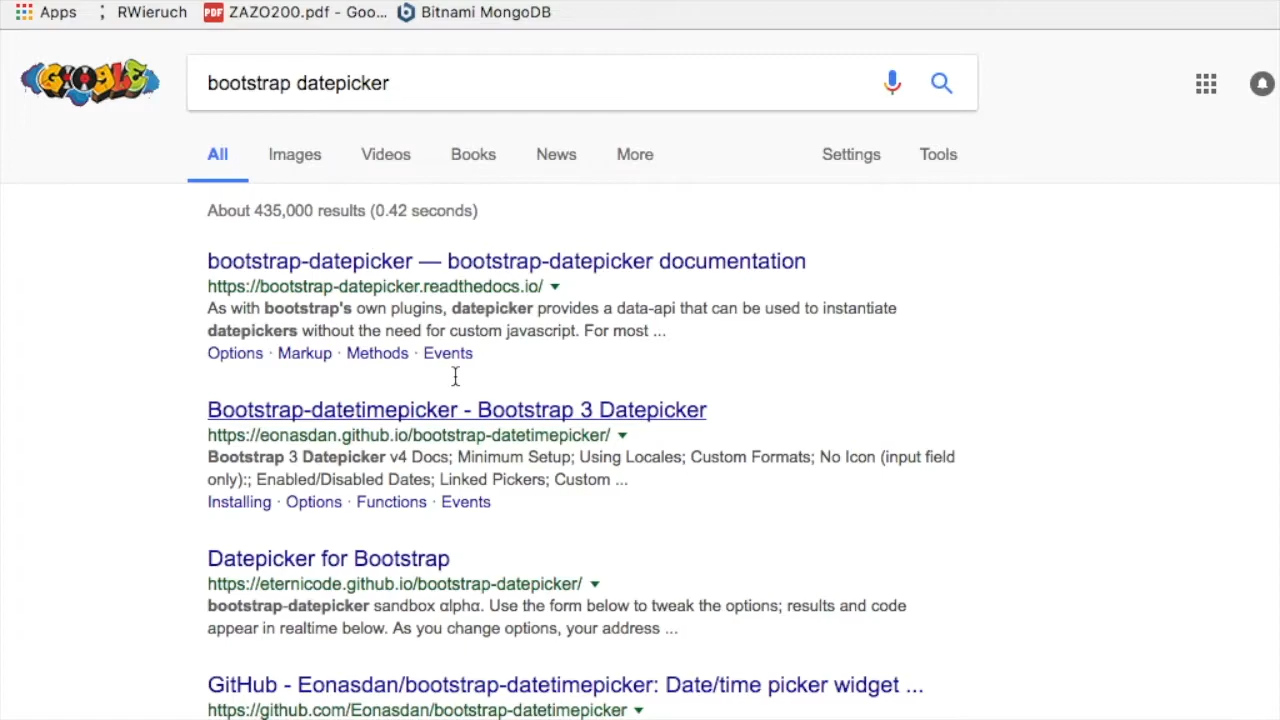 Apps RWieruch PDF ZAZO200.pdf - Goo... Bitnami MongoDB
GOOGLE bootstrap datepicker
All Images Videos Books News More Settings Tools
About 435,000 results (0.42 seconds)
bootstrap-datepicker — bootstrap-datepicker documentation
https://bootstrap-datepicker.readthedocs.io/
As with bootstrap's own plugins, datepicker provides a data-api that can be used to instantiate
datepickers without the need for custom javascript. For most ...
Options · Markup · Methods · Events
Bootstrap-datetimepicker - Bootstrap 3 Datepicker
https://eonasdan.github.io/bootstrap-datetimepicker/
Bootstrap 3 Datepicker v4 Docs; Minimum Setup; Using Locales; Custom Formats; No Icon (input field
only):; Enabled/Disabled Dates; Linked Pickers; Custom ...
Installing · Options · Functions · Events
Datepicker for Bootstrap
https://eternicode.github.io/bootstrap-datepicker/
bootstrap-datepicker sandbox αlphα. Use the form below to tweak the options; results and code
appear in realtime below. As you change options, your address ...
GitHub - Eonasdan/bootstrap-datetimepicker: Date/time picker widget ...
https://github.com/Eonasdan/bootstrap-datetimepicker